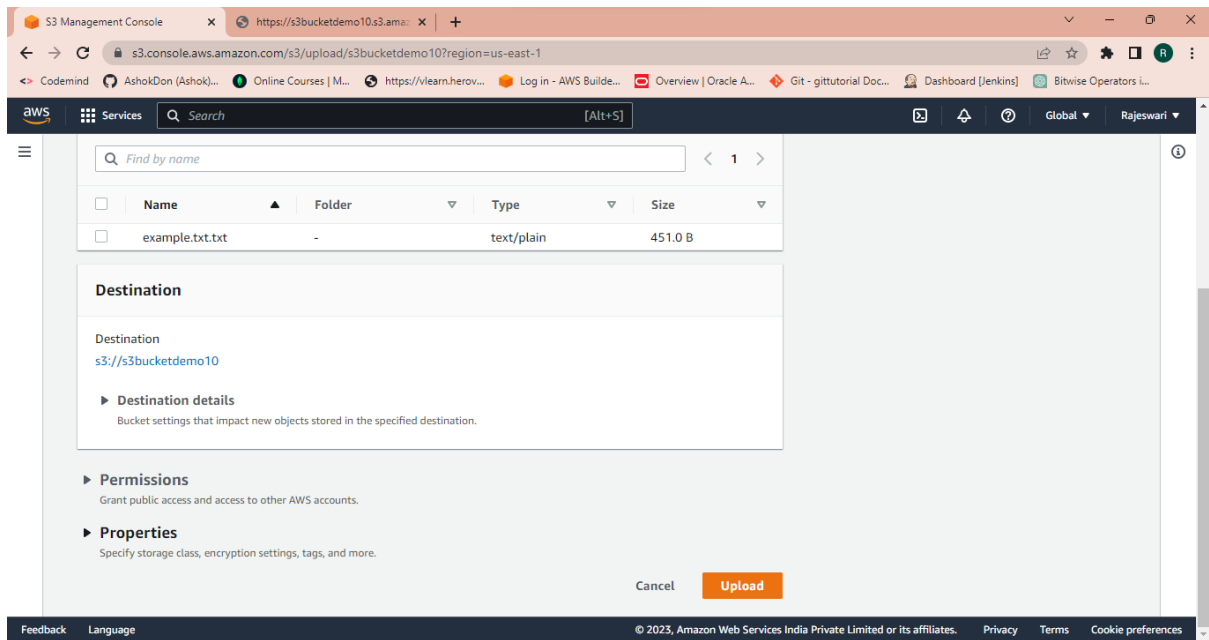 S3 Management Console
https://s3bucketdemo10.s3.amaz
s3.console.aws.amazon.com/s3/upload/s3bucketdemo10?region=us-east-1
R
Codemind AshokDon (Ashok)... Online Courses | M... https://vlearn.herov... Log in - AWS Builde... Overview | Oracle A... Git - gittutorial Doc... Dashboard [Jenkins] Bitwise Operators i...
aws Services Search [Alt+S] Global Rajeswari
Find by name 1
Name Folder Type Size
example.txt.txt - text/plain 451.0 B
Destination
Destination
s3://s3bucketdemo10
Destination details
Bucket settings that impact new objects stored in the specified destination.
Permissions
Grant public access and access to other AWS accounts.
Properties
Specify storage class, encryption settings, tags, and more.
Cancel Upload
Feedback Language © 2023, Amazon Web Services India Private Limited or its affiliates. Privacy Terms Cookie preferences